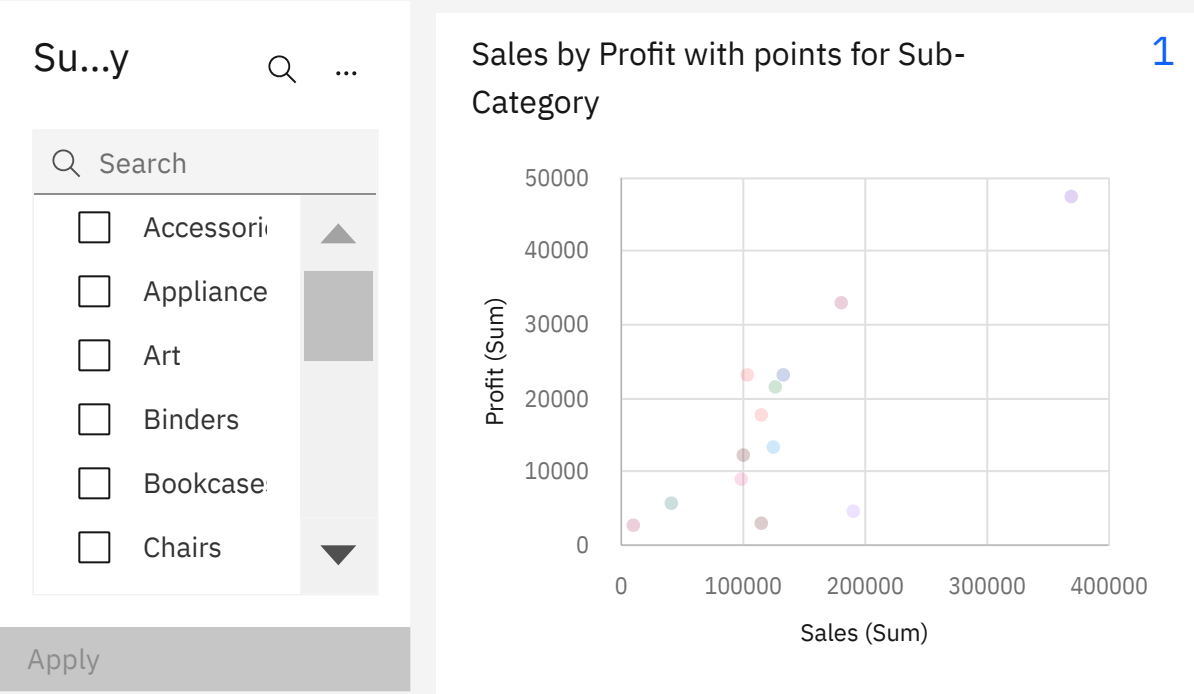 Su...y
...
Search
Accessori
Appliance
Art
Binders
Bookcase
Chairs
Apply
Sales by Profit with points for Sub-
Category
1
50000
40000
30000
20000
10000
0
Profit (Sum)
0 100000 200000 300000 400000
Sales (Sum)